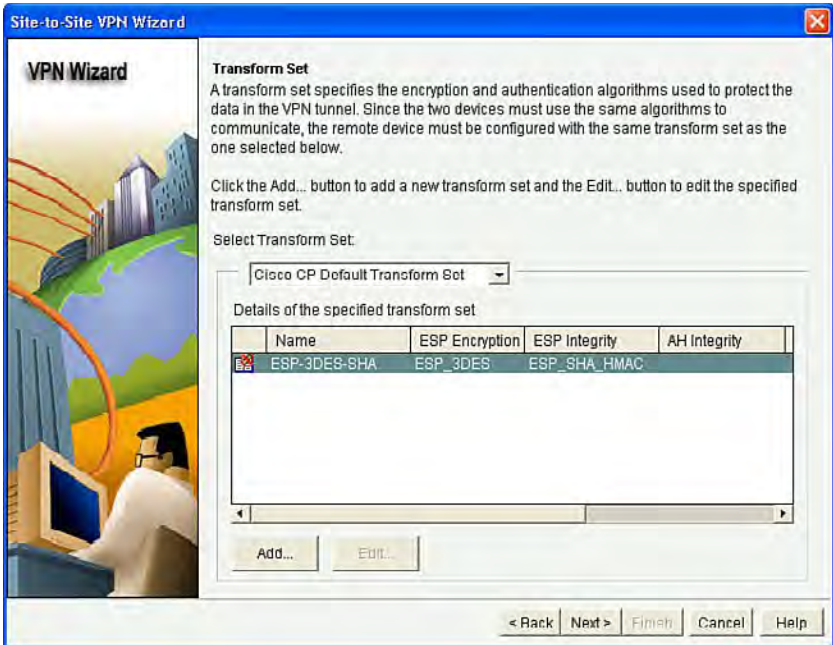 Site-to-Site VPN Wizard
VPN Wizard
Transform Set
A transform set specifies the encryption and authentication algorithms used to protect the
data in the VPN tunnel. Since the two devices must use the same algorithms to
communicate, the remote device must be configured with the same transform set as the
one selected below.
Click the Add... button to add a new transform set and the Edit... button to edit the specified
transform set.
Select Transform Set:
Cisco CP Default Transform Set
Details of the specified transform set
Name ESP Encryption ESP Integrity AH Integrity
ESP-3DES-SHA ESP_3DES ESP_SHA_HMAC
Add... Edit...
< Back Next > Finish Cancel Help